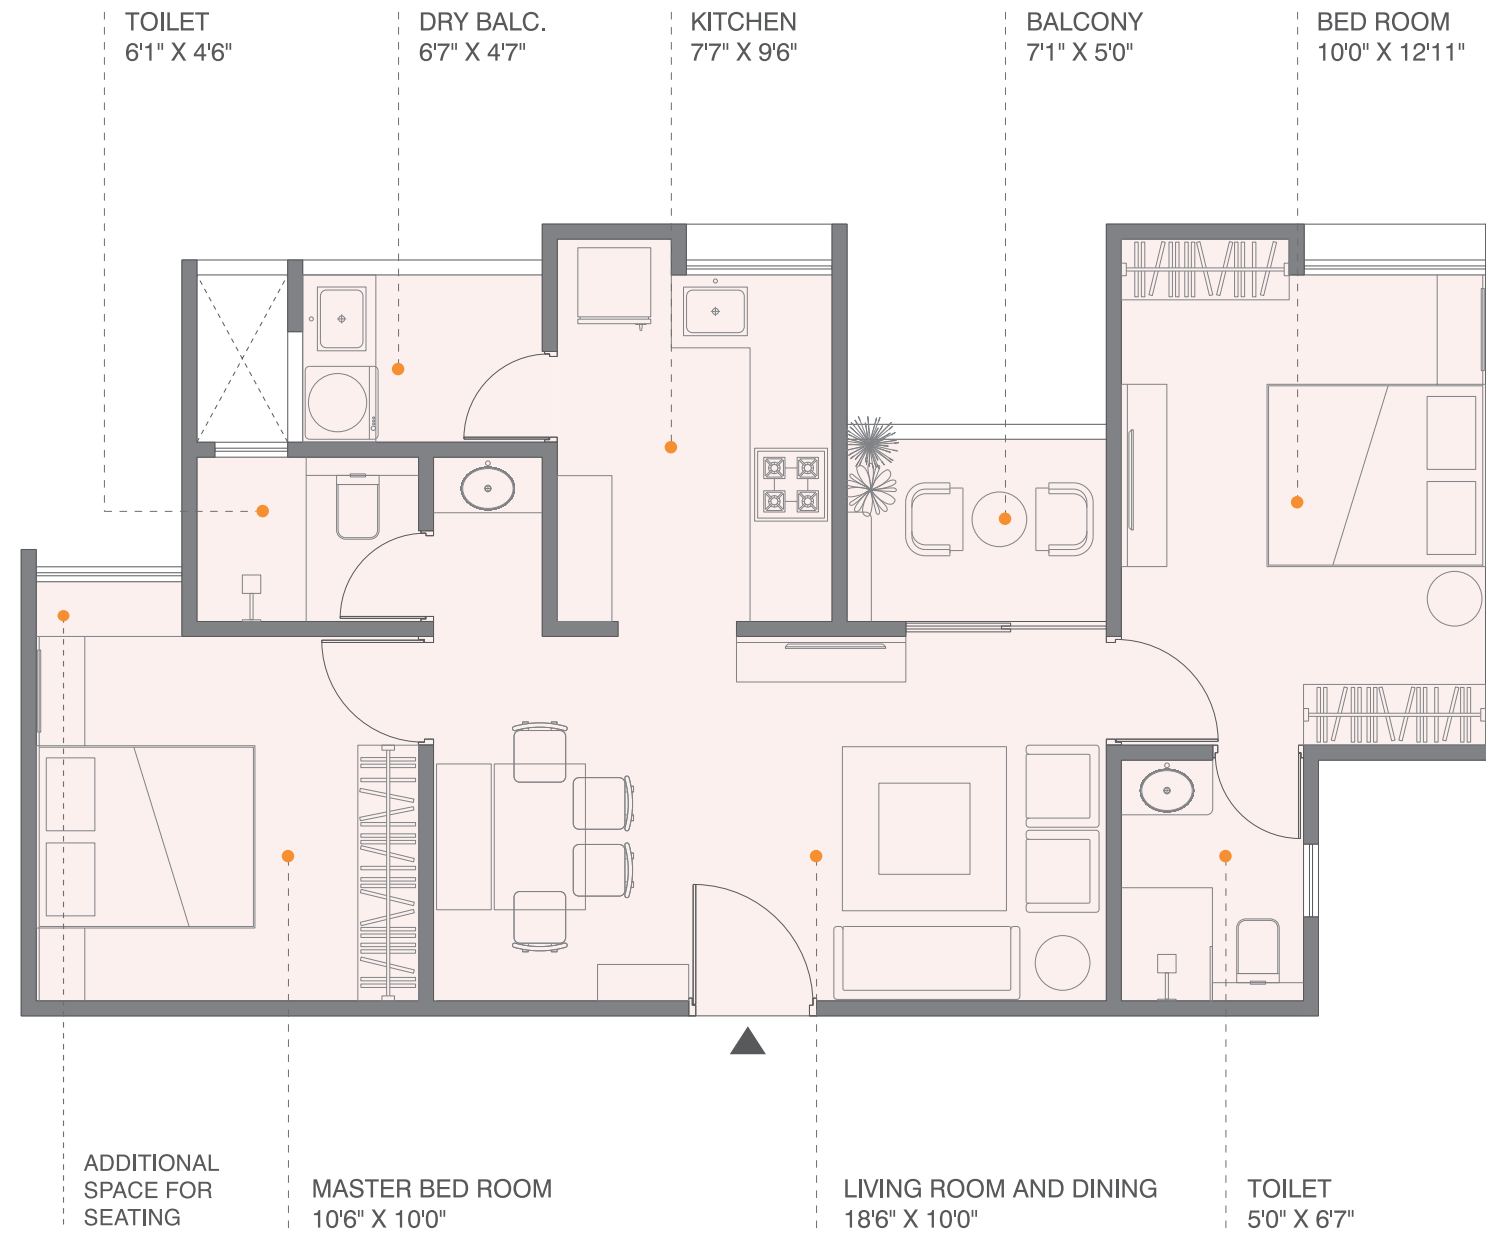 TOILET
6'1" X 4'6"
DRY BALC.
6'7" X 4'7"
KITCHEN
7'7" X 9'6"
BALCONY
7'1" X 5'0"
BED ROOM
10'0" X 12'11"
ADDITIONAL
SPACE FOR
SEATING
MASTER BED ROOM
10'6" X 10'0"
LIVING ROOM AND DINING
18'6" X 10'0"
TOILET
5'0" X 6'7"